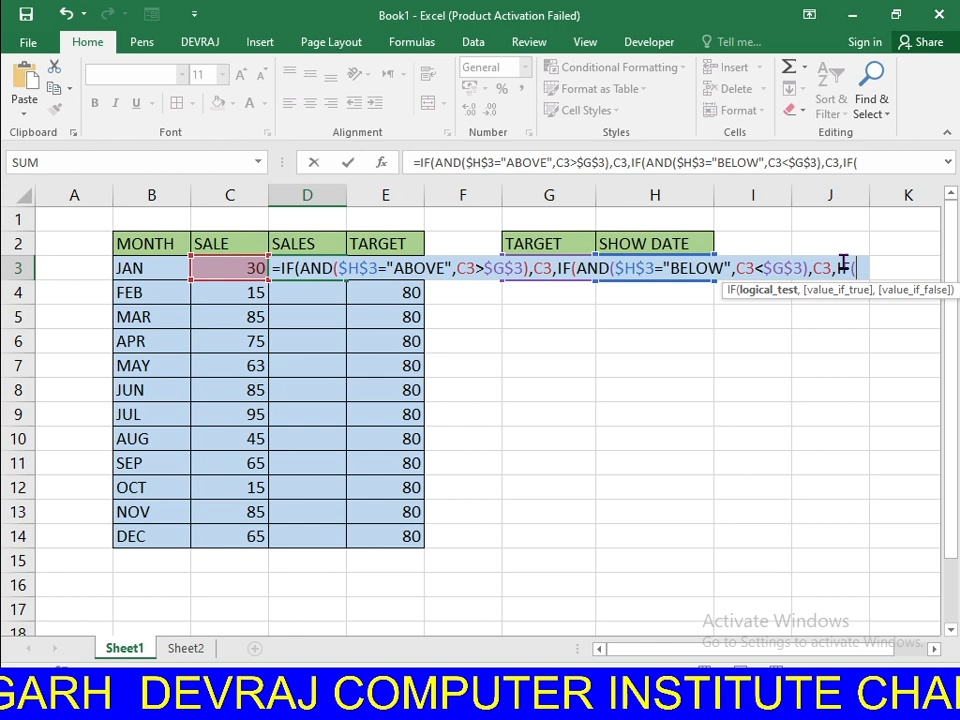 Book1 - Excel (Product Activation Failed)
File Home Pens DEVRAJ Insert Page Layout Formulas Data Review View Developer Tell me... Sign in Share
Paste
11 A A
B I U A
General
% ,
Conditional Formatting
Format as Table
Cell Styles
Insert
Delete
Format
Sort & Filter
Find & Select
Clipboard Font Alignment Number Styles Cells Editing
SUM fx =IF(AND($H$3="ABOVE",C3>$G$3),C3,IF(AND($H$3="BELOW",C3<$G$3),C3,IF(
A B C D E F G H I J K
1
2 MONTH SALE SALES TARGET TARGET SHOW DATE
3 JAN 30 =IF(AND($H$3="ABOVE",C3>$G$3),C3,IF(AND($H$3="BELOW",C3<$G$3),C3,IF(
IF(logical_test, [value_if_true], [value_if_false])
4 FEB 15 80
5 MAR 85 80
6 APR 75 80
7 MAY 63 80
8 JUN 85 80
9 JUL 95 80
10 AUG 45 80
11 SEP 65 80
12 OCT 15 80
13 NOV 85 80
14 DEC 65 80
15
16
17
18
Activate Windows
Go to Settings to activate Windows.
Sheet1 Sheet2
GARH DEVRAJ COMPUTER INSTITUTE CHA